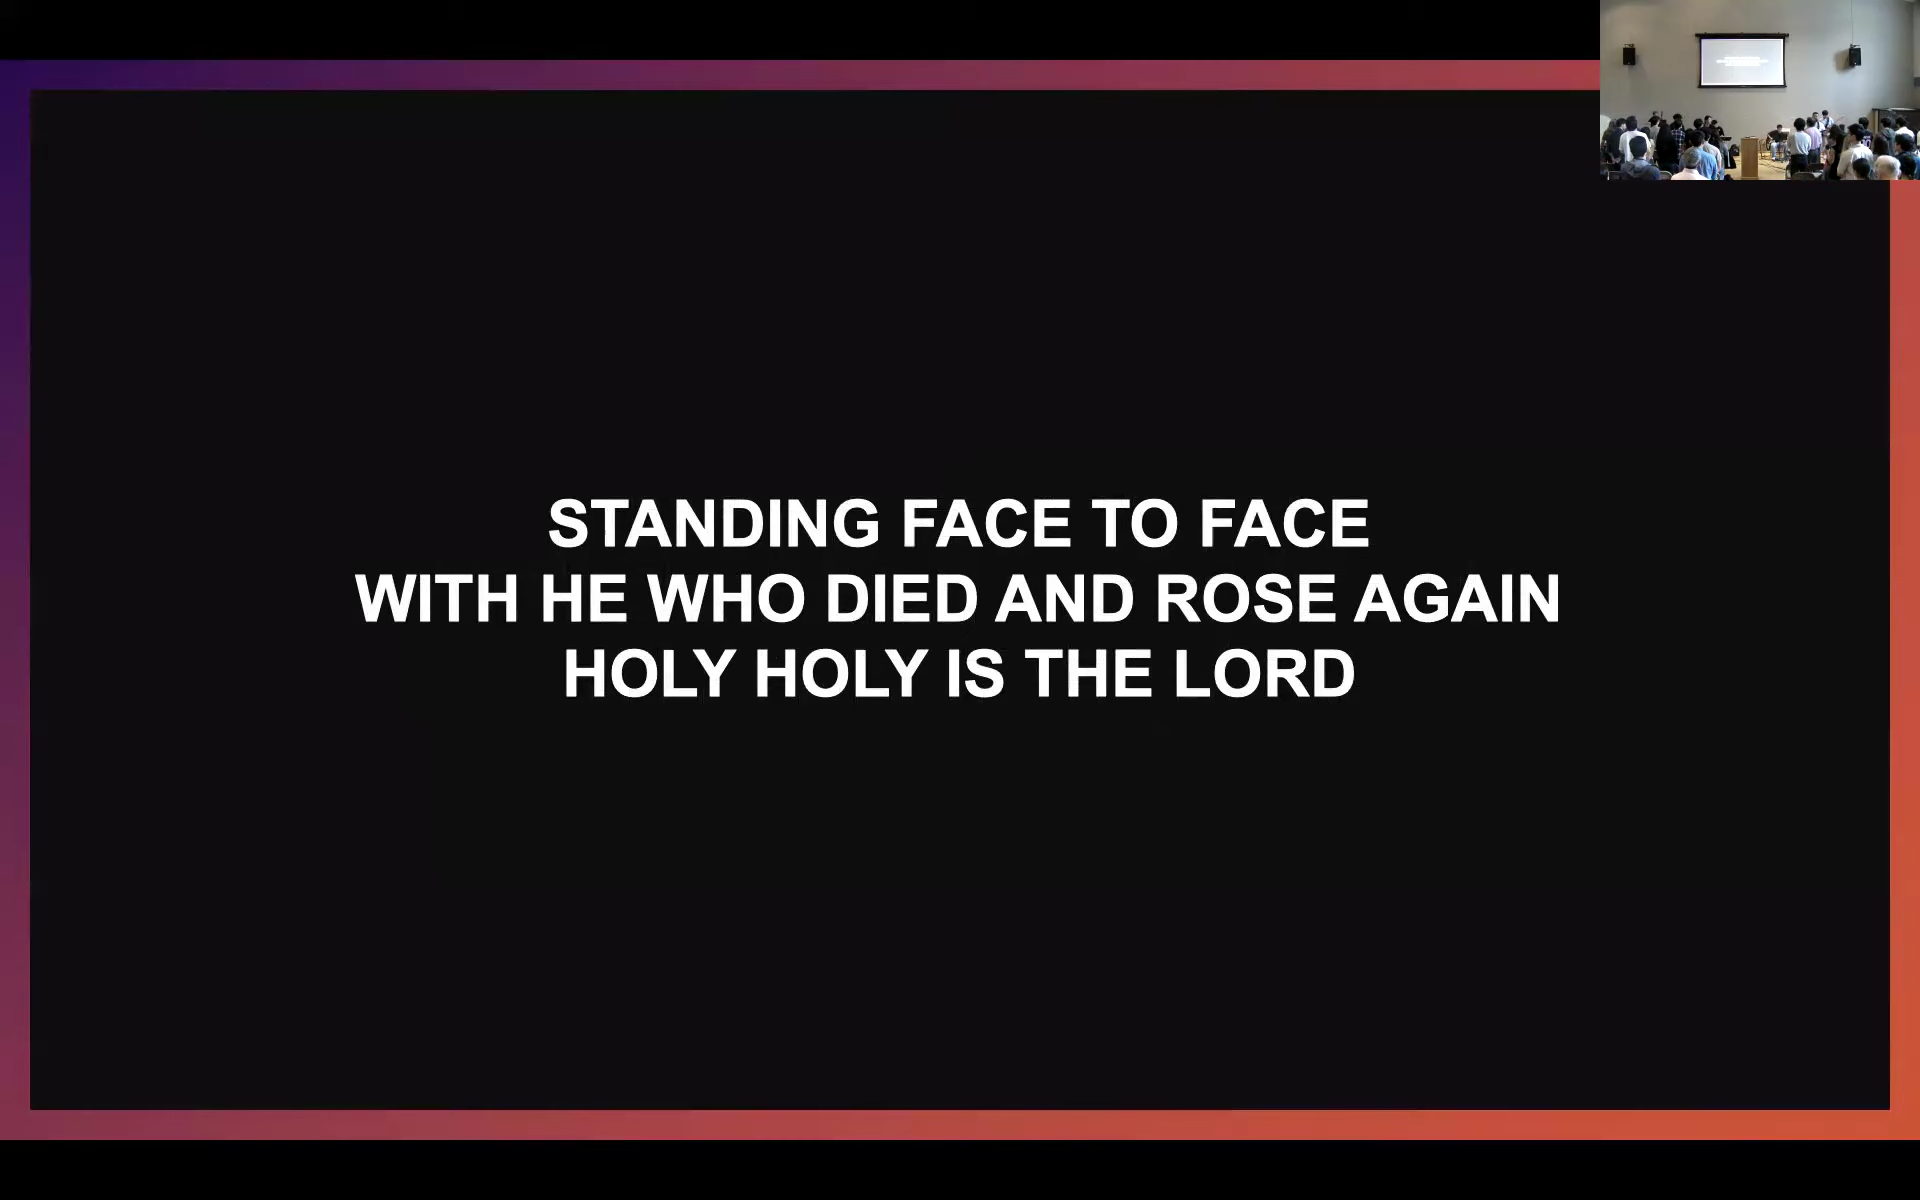 STANDING FACE TO FACE
WITH HE WHO DIED AND ROSE AGAIN
HOLY HOLY IS THE LORD